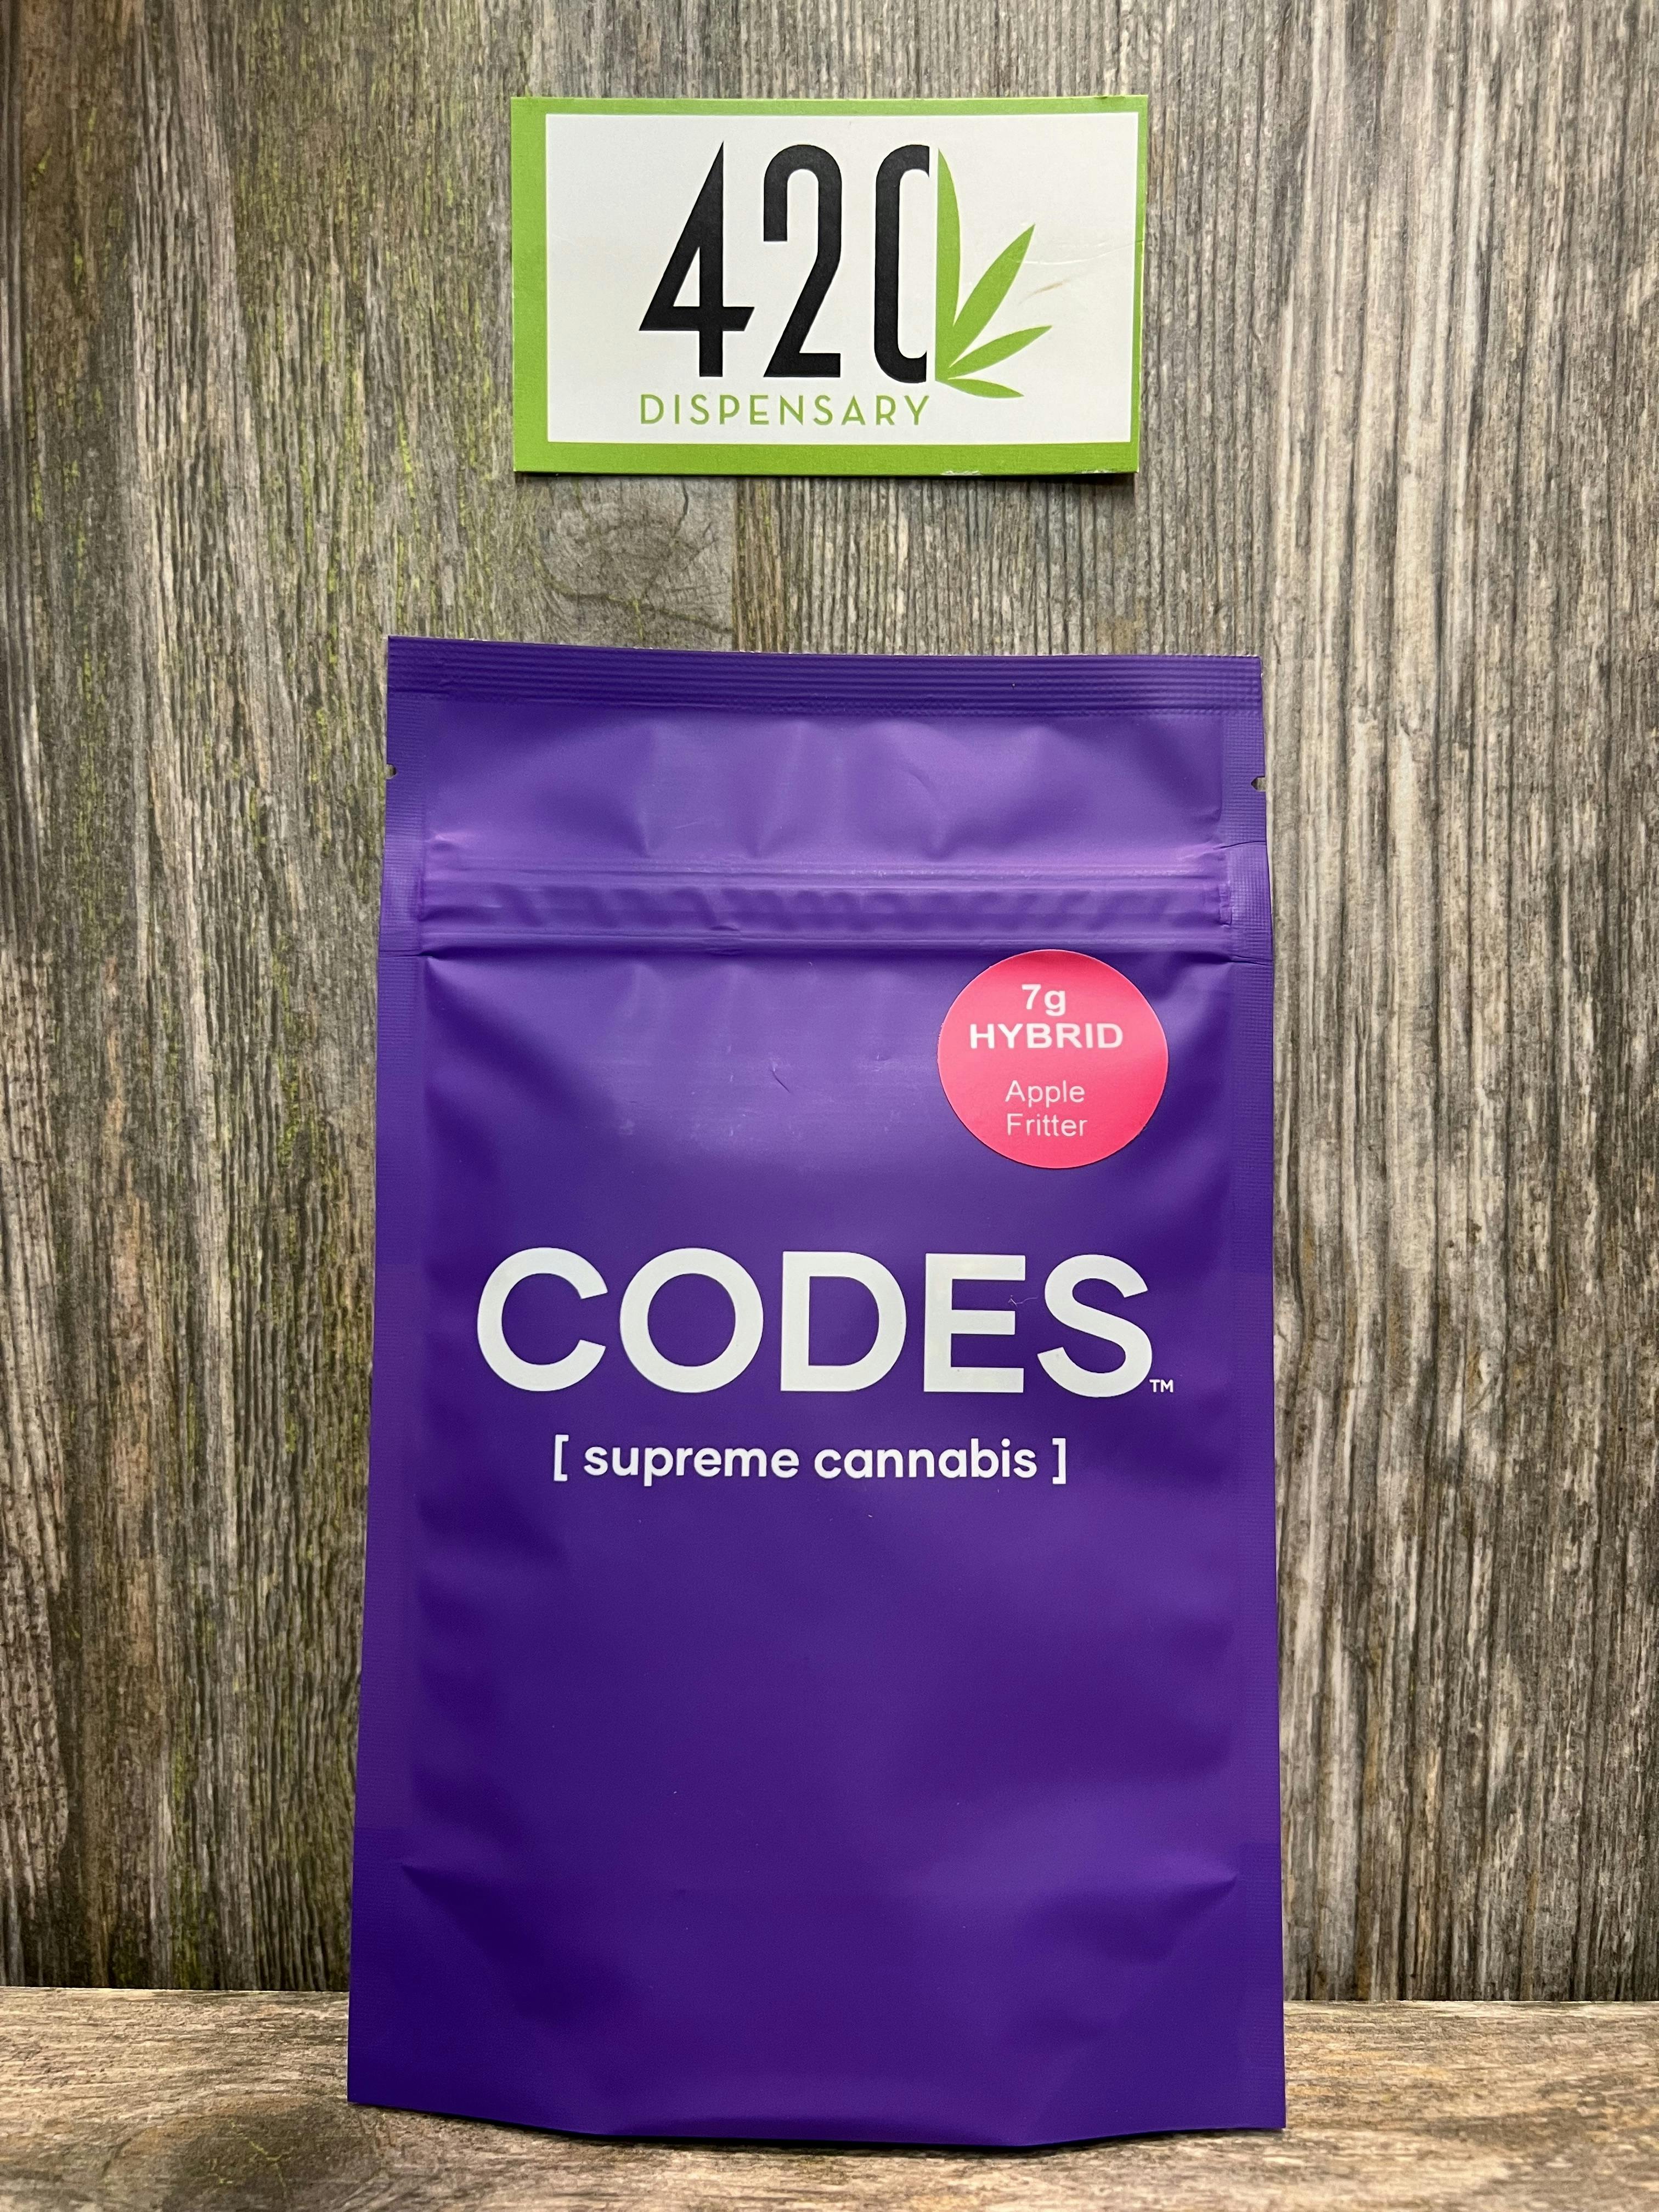 420
DISPENSARY
7g
HYBRID
Apple
Fritter
CODES™
[ supreme cannabis ]